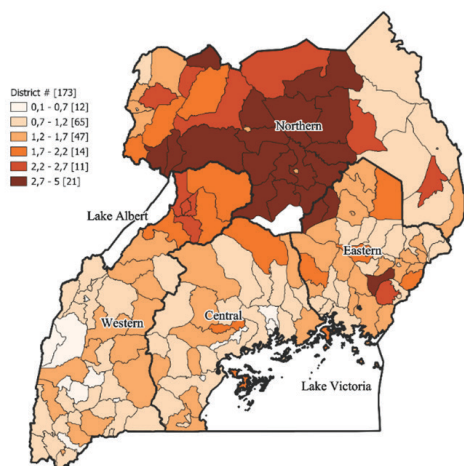 District # [173]
0,1 - 0,7 [12]
0,7 - 1,2 [65]
1,2 - 1,7 [47]
1,7 - 2,2 [14]
2,2 - 2,7 [11]
2,7 - 5 [21]
Northern
Lake Albert
Eastern
Western
Central
Lake Victoria